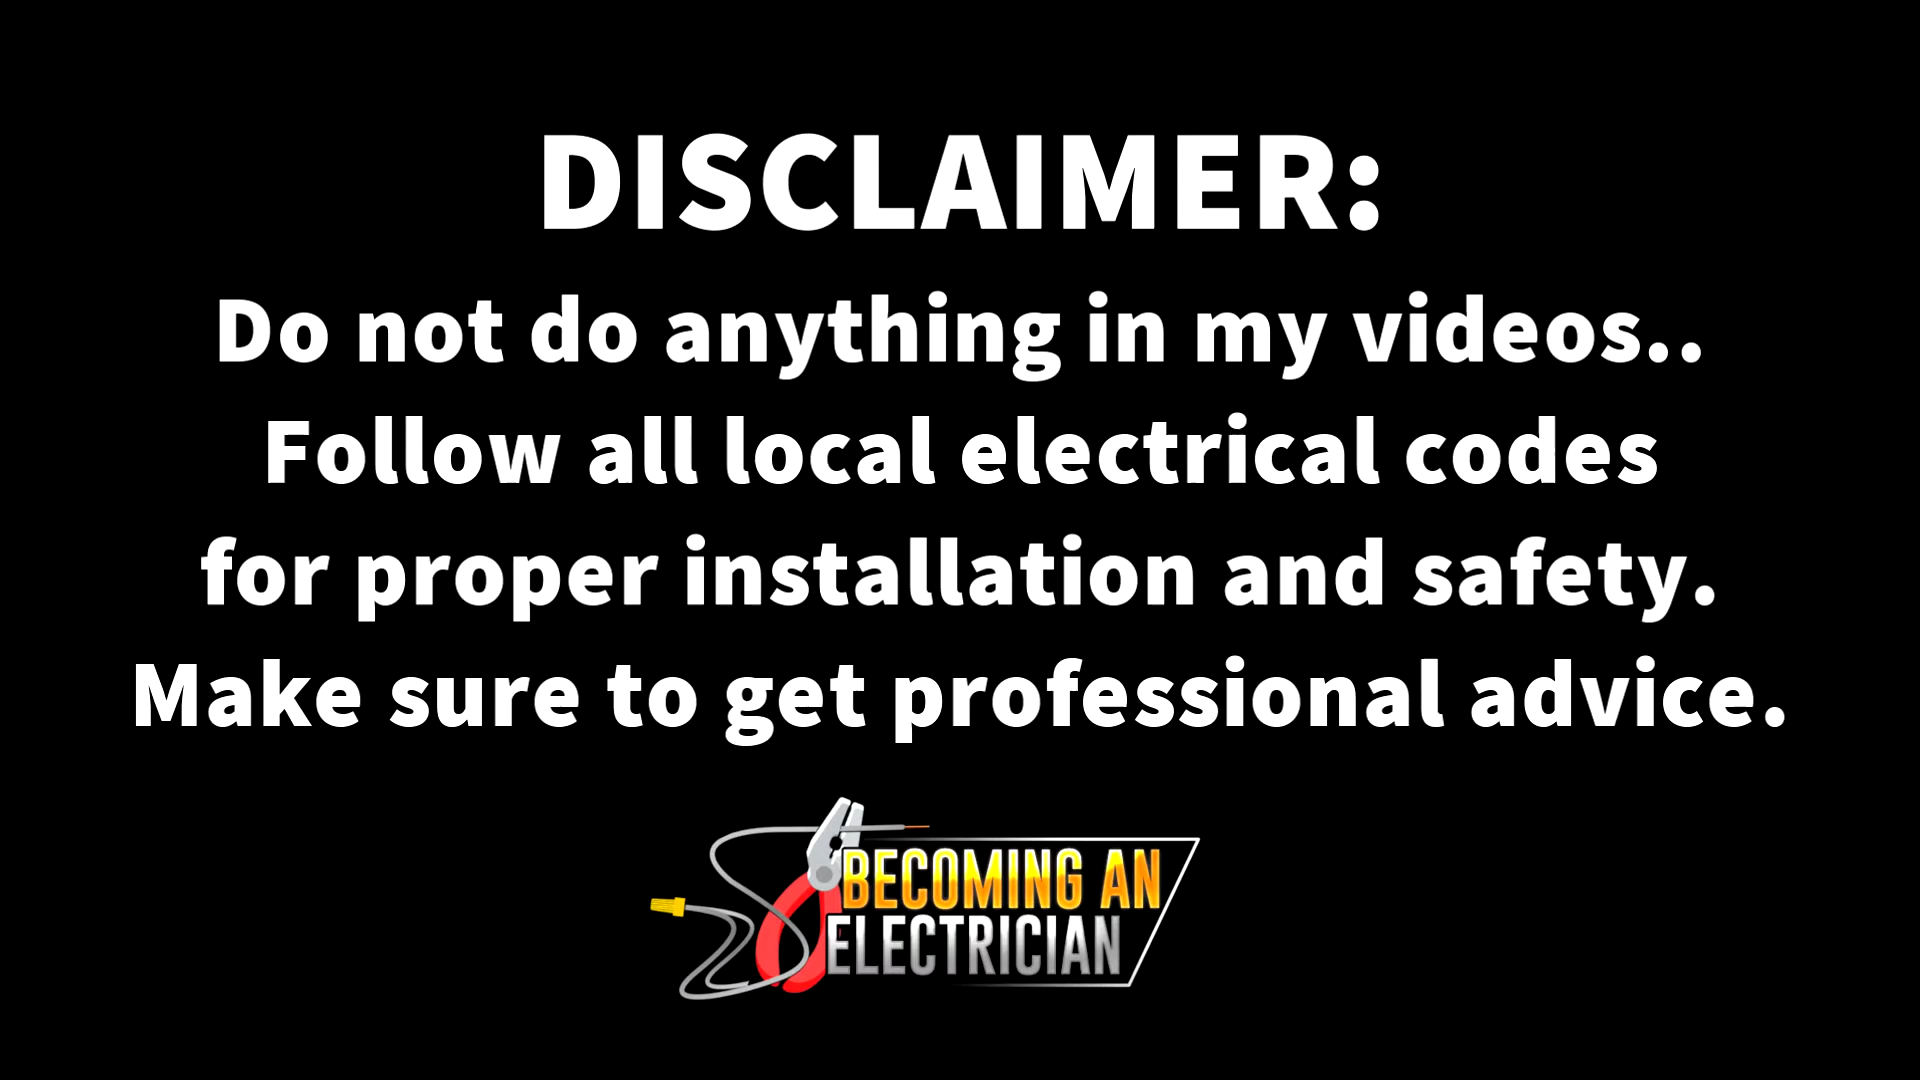 DISCLAIMER:
Do not do anything in my videos..
Follow all local electrical codes
for proper installation and safety.
Make sure to get professional advice.
BECOMING AN
ELECTRICIAN